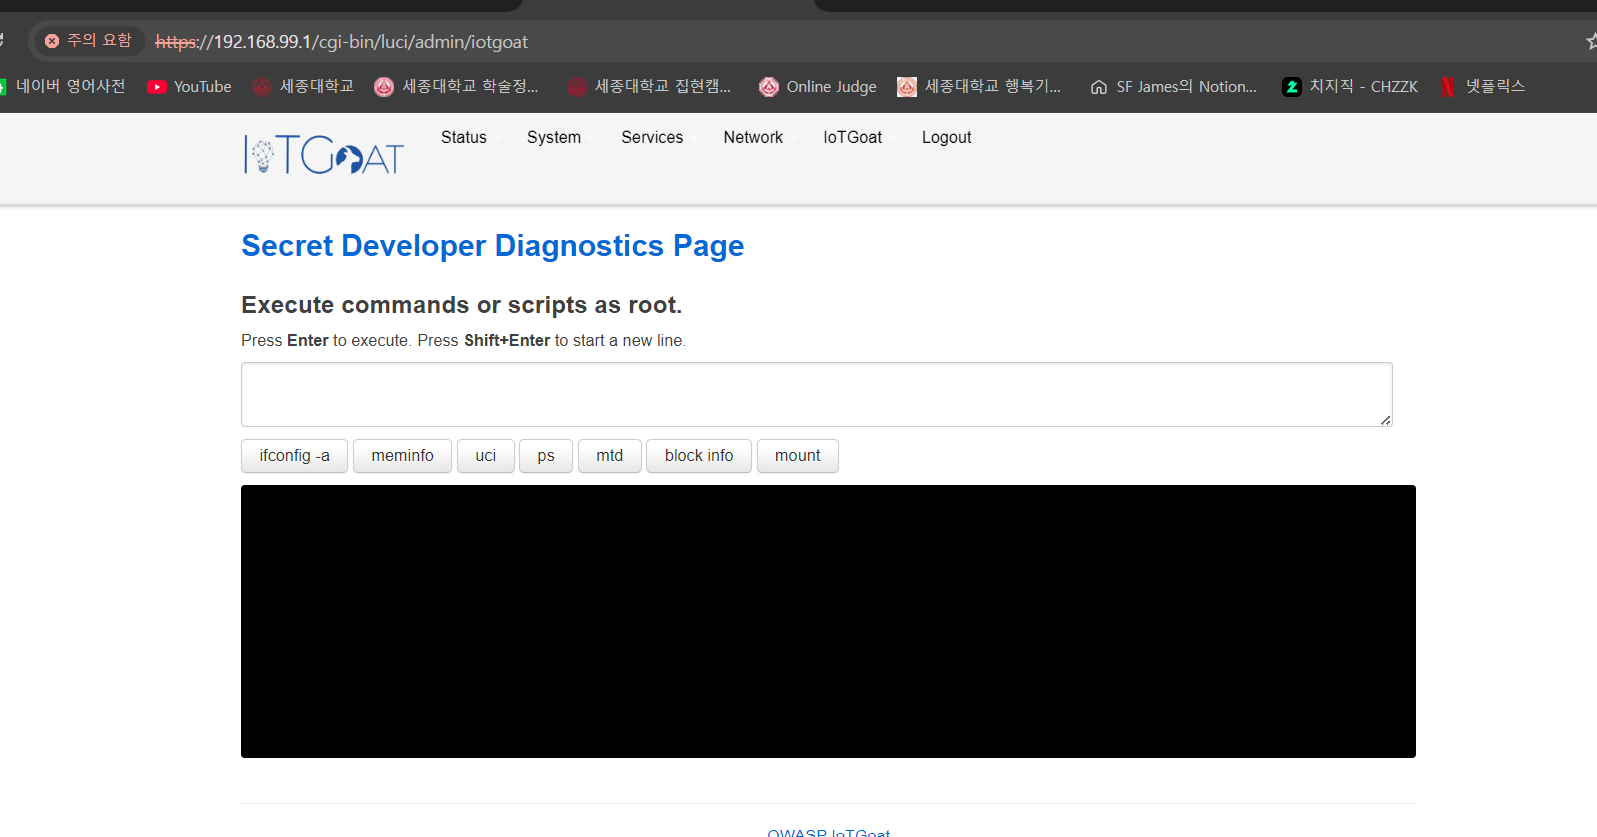 주의 요함 https://192.168.99.1/cgi-bin/luci/admin/iotgoat
네이버 영어사전 YouTube 세종대학교 세종대학교 학술정... 세종대학교 집현캠... Online Judge 세종대학교 행복기... SF James의 Notion... 치지직 - CHZZK 넷플릭스
IoTGoat Status System Services Network IoTGoat Logout
Secret Developer Diagnostics Page
Execute commands or scripts as root.
Press Enter to execute. Press Shift+Enter to start a new line.
ifconfig -a meminfo uci ps mtd block info mount
OWASP IoTGoat